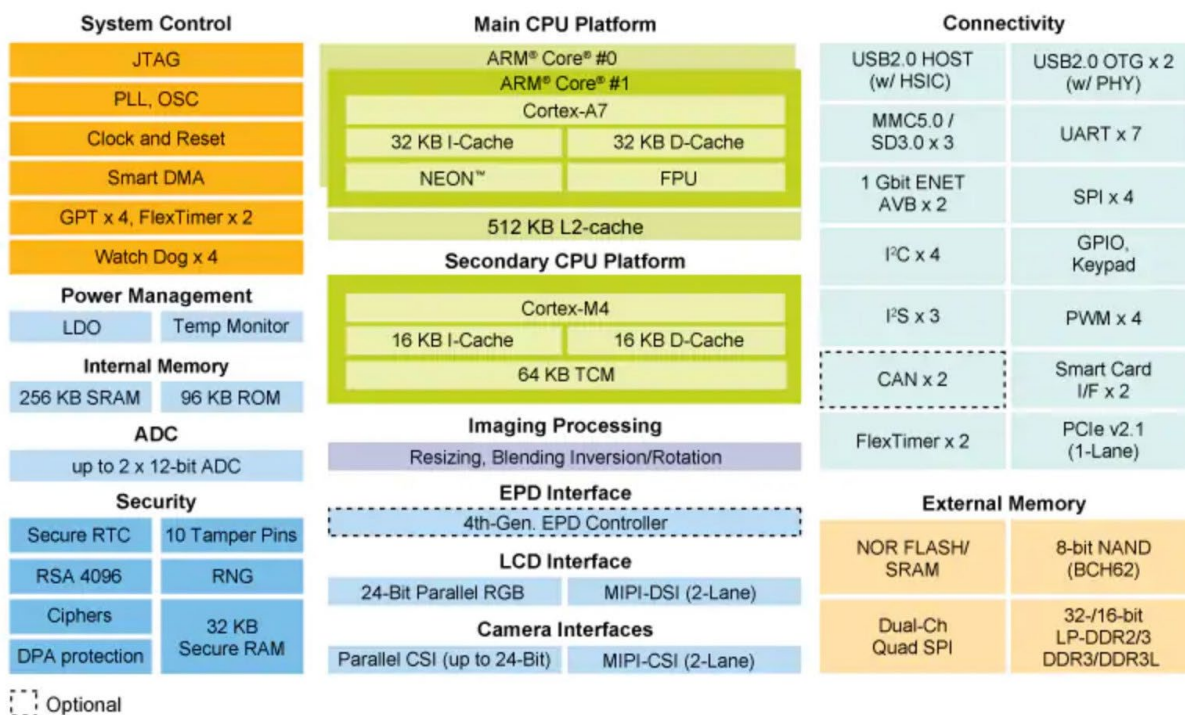 System Control
JTAG
PLL, OSC
Clock and Reset
Smart DMA
GPT x 4, FlexTimer x 2
Watch Dog x 4
Power Management
LDO
Temp Monitor
Internal Memory
256 KB SRAM
96 KB ROM
ADC
up to 2 x 12-bit ADC
Security
Secure RTC
10 Tamper Pins
RSA 4096
RNG
Ciphers
32 KB
Secure RAM
DPA protection
Optional
Main CPU Platform
ARM® Core® #0
ARM® Core® #1
Cortex-A7
32 KB I-Cache
32 KB D-Cache
NEON™
FPU
512 KB L2-cache
Secondary CPU Platform
Cortex-M4
16 KB I-Cache
16 KB D-Cache
64 KB TCM
Imaging Processing
Resizing, Blending Inversion/Rotation
EPD Interface
4th-Gen. EPD Controller
LCD Interface
24-Bit Parallel RGB
MIPI-DSI (2-Lane)
Camera Interfaces
Parallel CSI (up to 24-Bit)
MIPI-CSI (2-Lane)
Connectivity
USB2.0 HOST
(w/ HSIC)
USB2.0 OTG x 2
(w/ PHY)
MMC5.0 /
SD3.0 x 3
UART x 7
1 Gbit ENET
AVB x 2
SPI x 4
I²C x 4
GPIO,
Keypad
I²S x 3
PWM x 4
CAN x 2
Smart Card
I/F x 2
FlexTimer x 2
PCIe v2.1
(1-Lane)
External Memory
NOR FLASH/
SRAM
8-bit NAND
(BCH62)
Dual-Ch
Quad SPI
32-/16-bit
LP-DDR2/3
DDR3/DDR3L